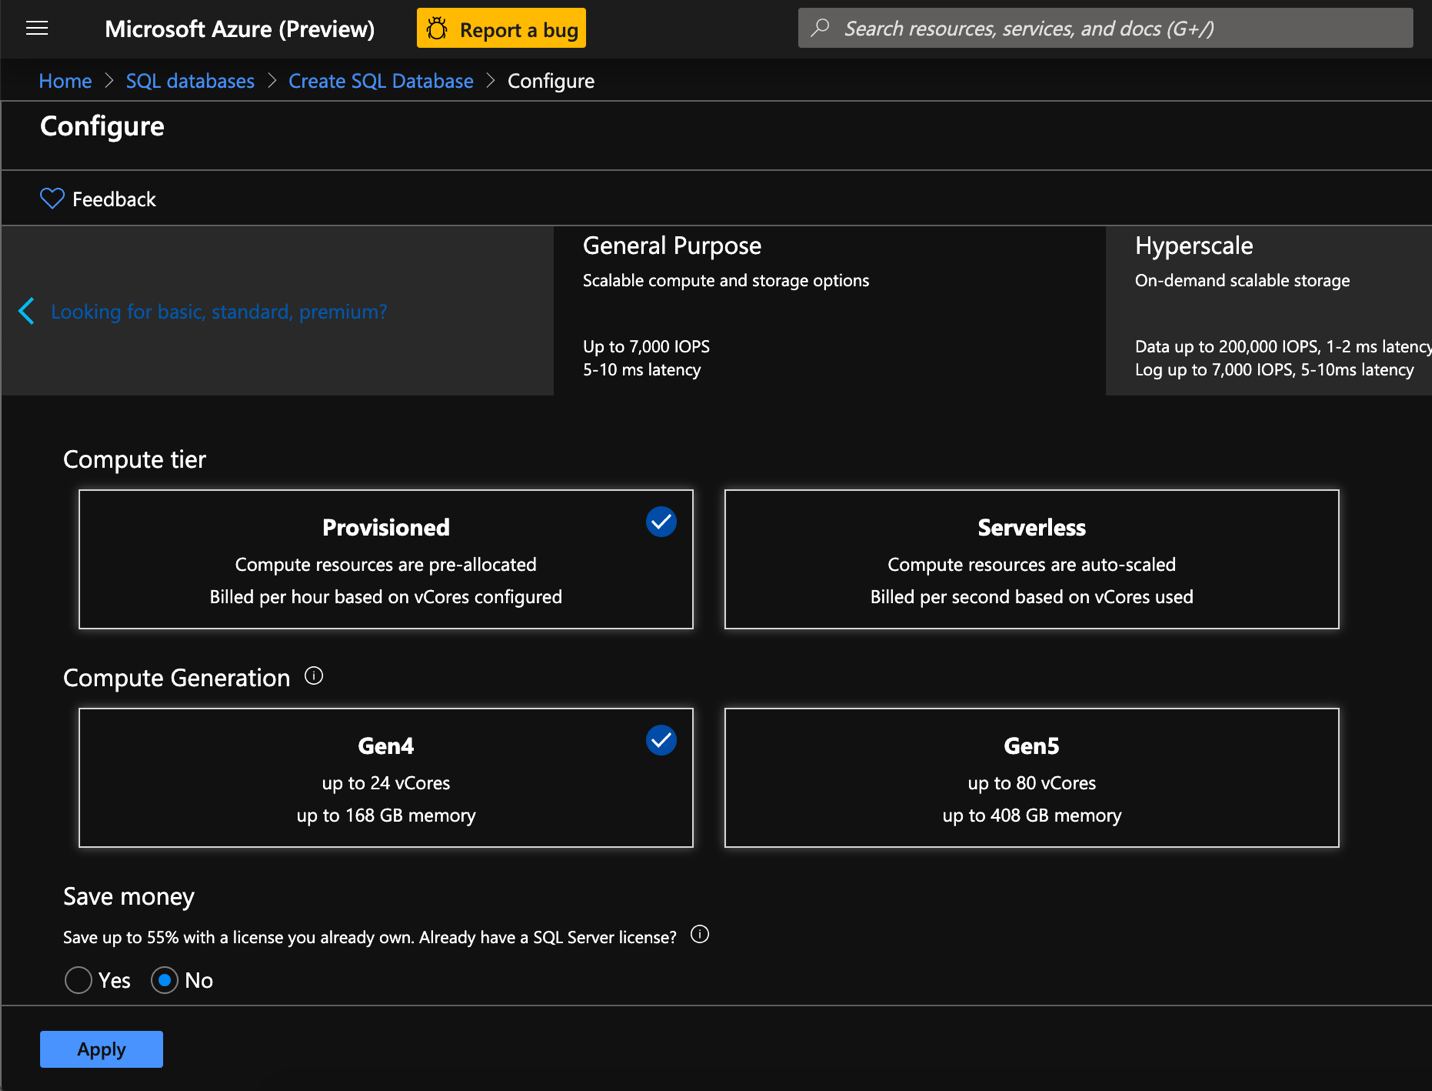 Microsoft Azure (Preview)
Report a bug
Search resources, services, and docs (G+/)
Home > SQL databases > Create SQL Database > Configure
Configure
Feedback
Looking for basic, standard, premium?
General Purpose
Scalable compute and storage options
Up to 7,000 IOPS
5-10 ms latency
Hyperscale
On-demand scalable storage
Data up to 200,000 IOPS, 1-2 ms latency
Log up to 7,000 IOPS, 5-10ms latency
Compute tier
Provisioned
Compute resources are pre-allocated
Billed per hour based on vCores configured
Serverless
Compute resources are auto-scaled
Billed per second based on vCores used
Compute Generation
Gen4
up to 24 vCores
up to 168 GB memory
Gen5
up to 80 vCores
up to 408 GB memory
Save money
Save up to 55% with a license you already own. Already have a SQL Server license?
Yes
No
Apply